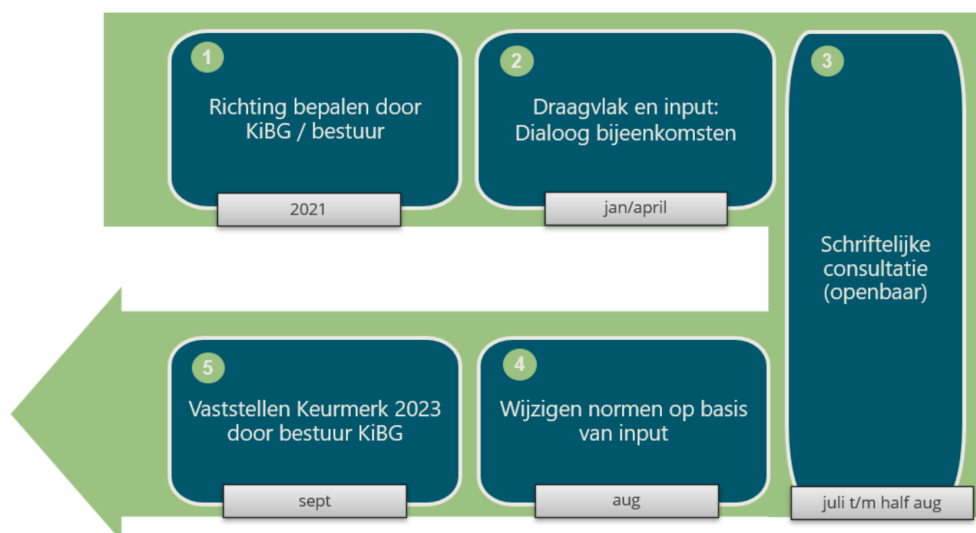 1
Richting bepalen door
KiBG / bestuur
2021
2
Draagvlak en input:
Dialoog bijeenkomsten
jan/april
3
Schriftelijke
consultatie
(openbaar)
juli t/m half aug
4
Wijzigen normen op basis
van input
aug
5
Vaststellen Keurmerk 2023
door bestuur KiBG
sept